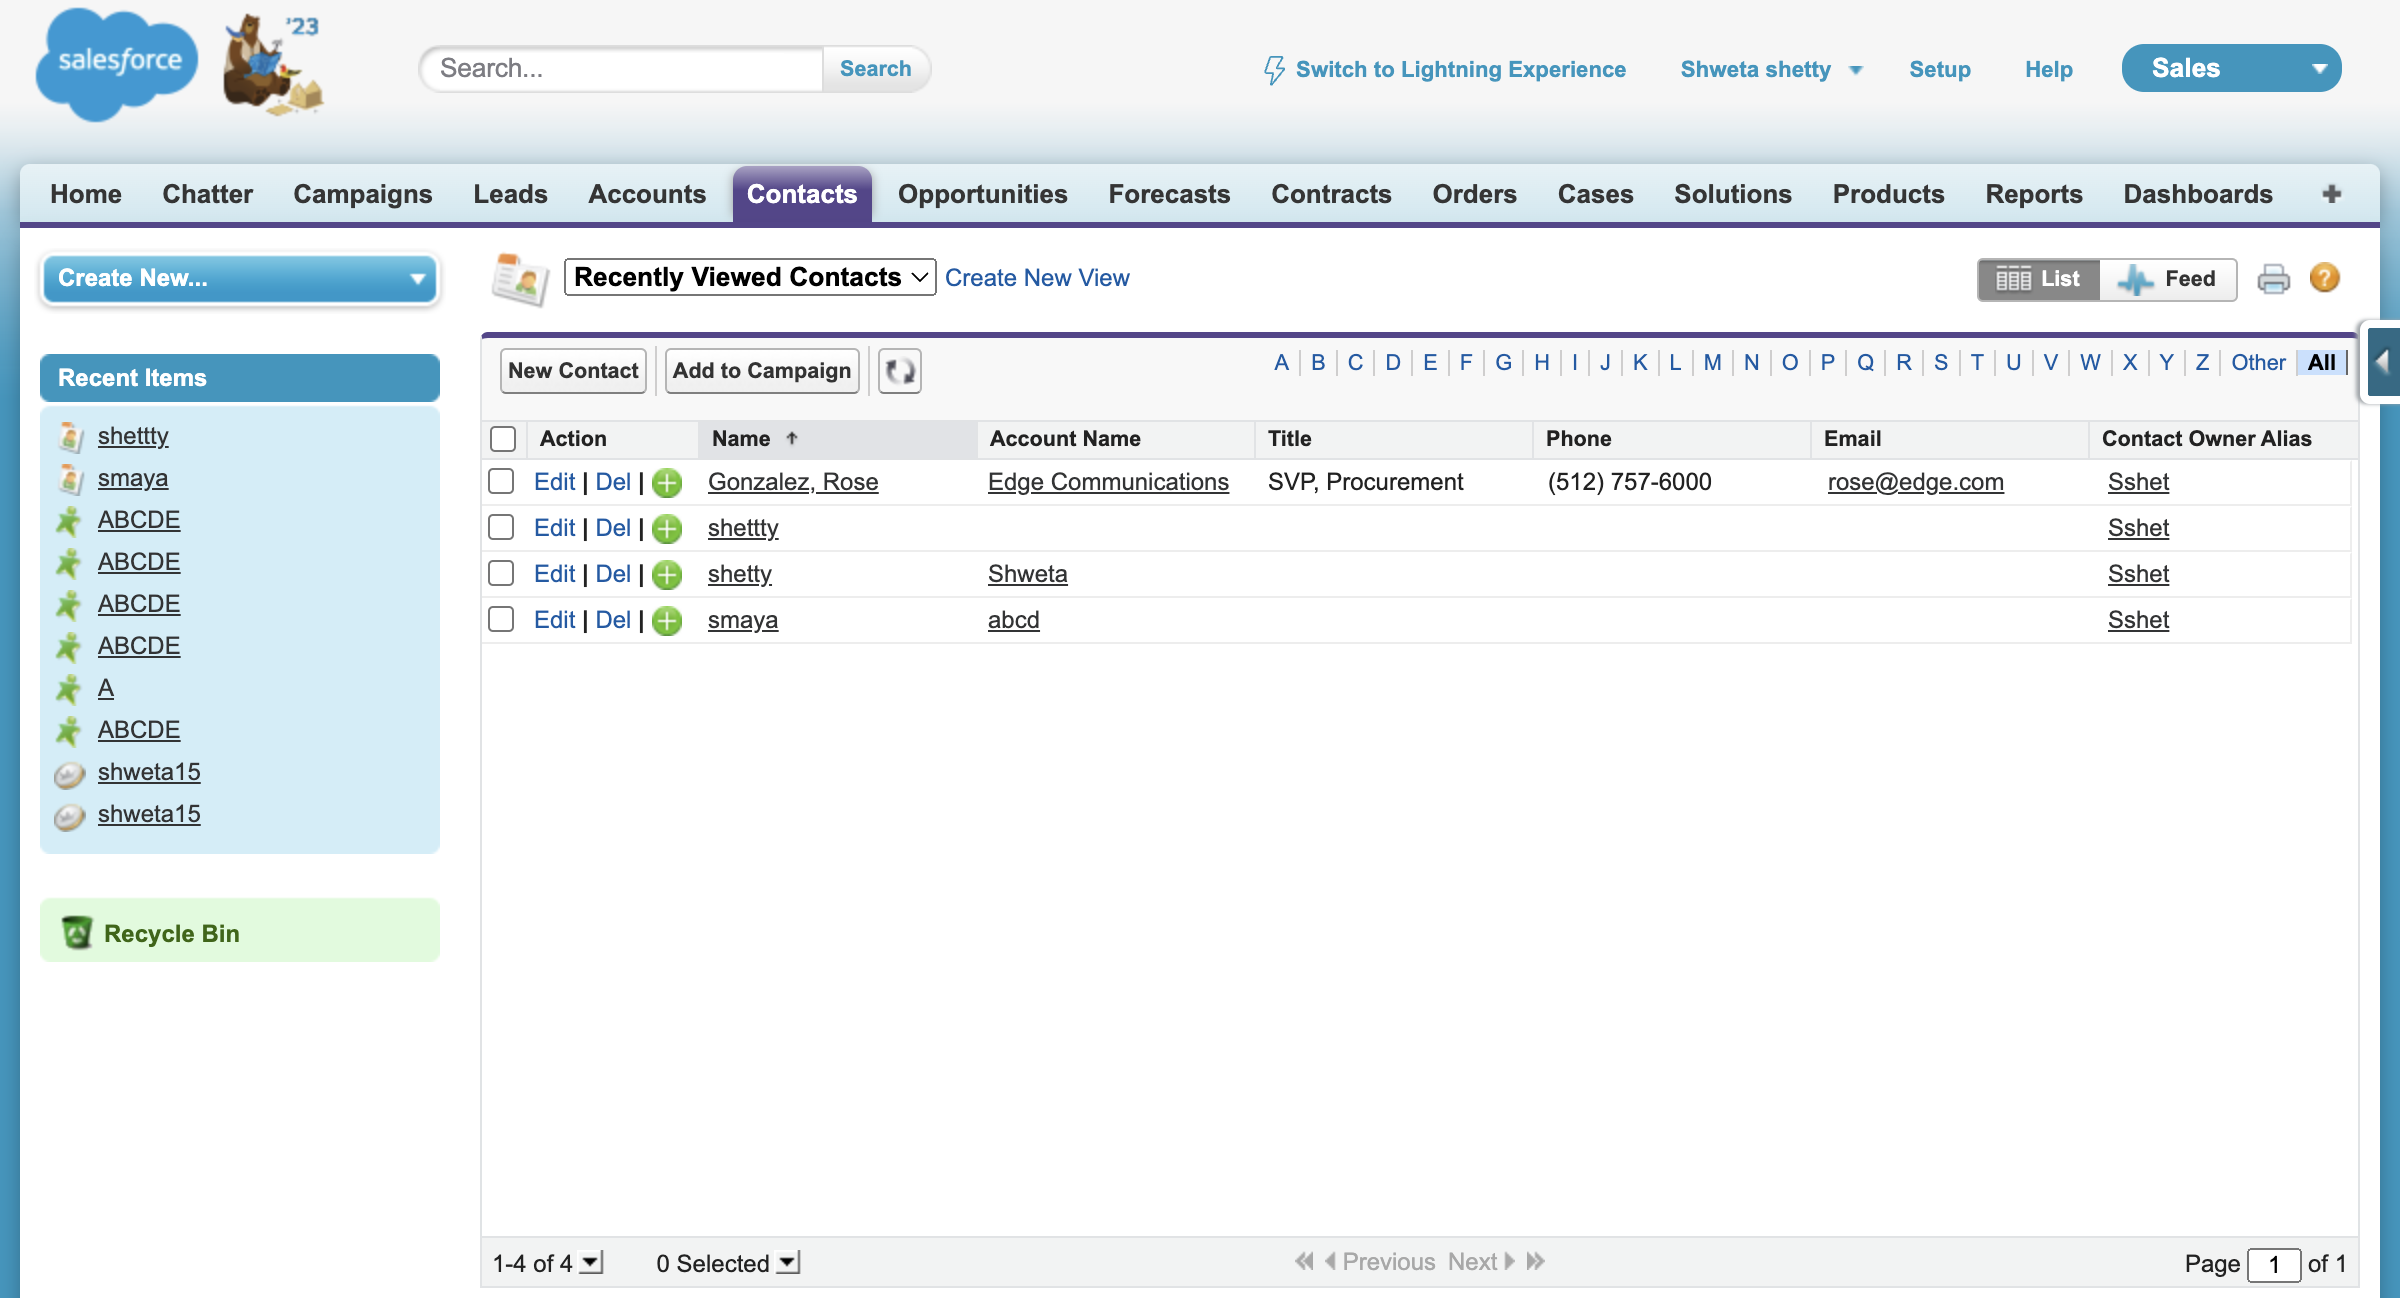 salesforce '23
Search... Search
Switch to Lightning Experience Shweta shetty Setup Help Sales
Home Chatter Campaigns Leads Accounts Contacts Opportunities Forecasts Contracts Orders Cases Solutions Products Reports Dashboards +
Create New...
Recently Viewed Contacts Create New View
List Feed ?
Recent Items
shettty
smaya
ABCDE
ABCDE
ABCDE
ABCDE
A
ABCDE
shweta15
shweta15
Recycle Bin
New Contact Add to Campaign
A | B | C | D | E | F | G | H | I | J | K | L | M | N | O | P | Q | R | S | T | U | V | W | X | Y | Z | Other | All
Action Name Account Name Title Phone Email Contact Owner Alias
Edit | Del | Gonzalez, Rose Edge Communications SVP, Procurement (512) 757-6000 rose@edge.com Sshet
Edit | Del | shettty Sshet
Edit | Del | shetty Shweta Sshet
Edit | Del | smaya abcd Sshet
1-4 of 4 0 Selected Previous Next Page 1 of 1